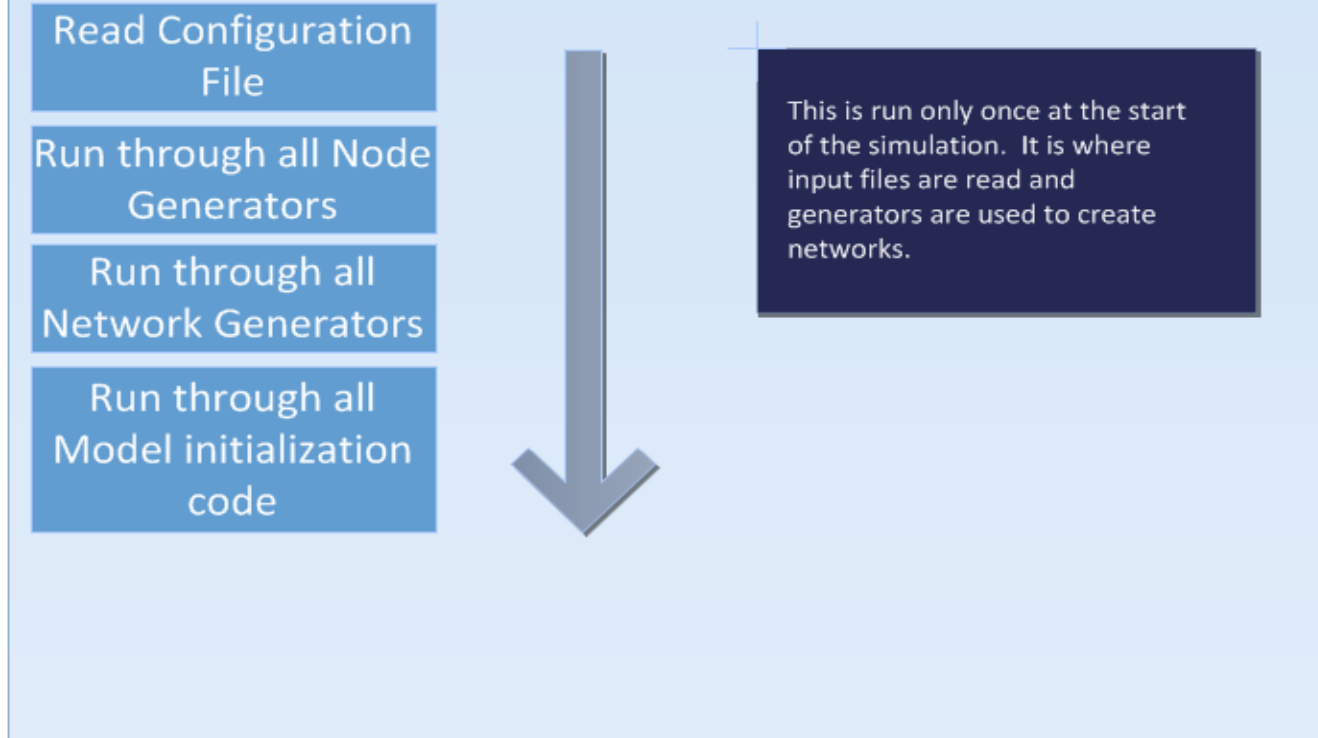 Read Configuration
File
Run through all Node
Generators
Run through all
Network Generators
Run through all
Model initialization
code
This is run only once at the start
of the simulation.  It is where
input files are read and
generators are used to create
networks.